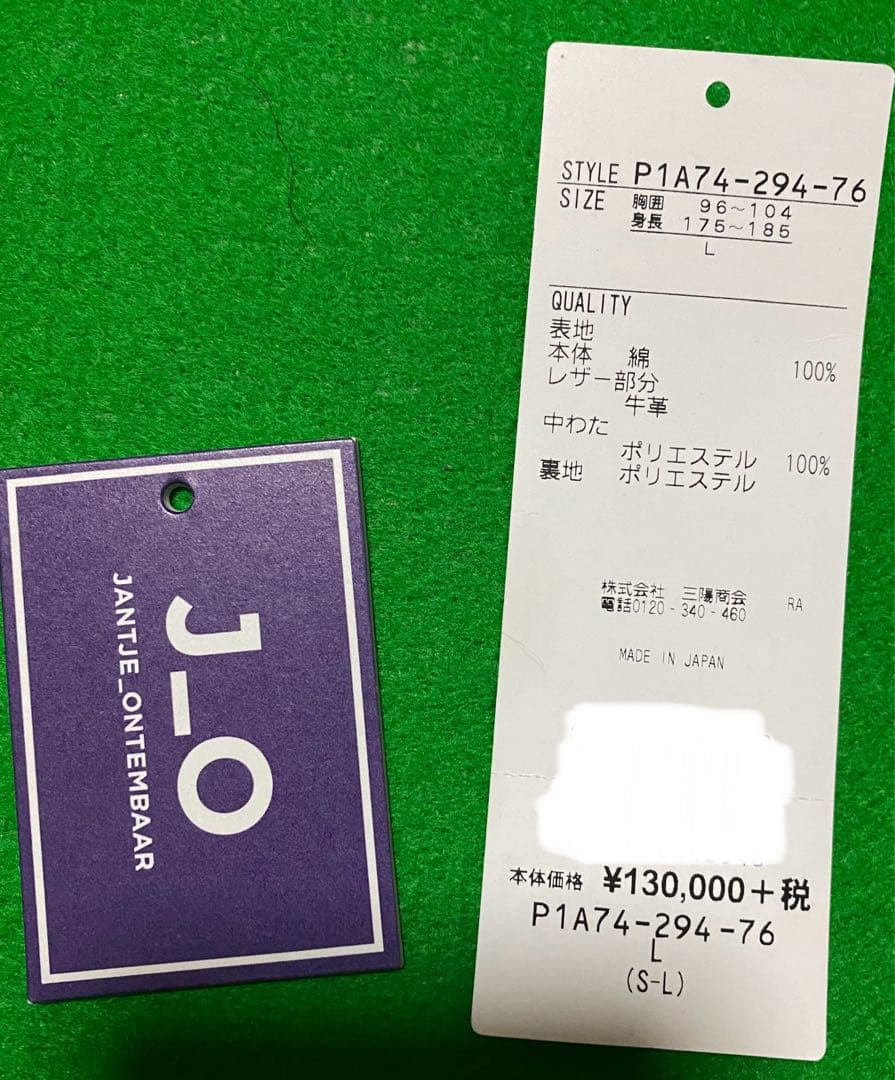 J_O
JANTJE_ONTEMBAAR
STYLE P1A74-294-76
SIZE 胸囲 96~104
身長 175~185
L
QUALITY
表地
本体 綿 100%
レザー部分
牛革
中わた
ポリエステル 100%
裏地 ポリエステル
株式会社 三陽商会 RA
電話0120-340-460
MADE IN JAPAN
本体価格 ¥130,000+税
P1A74-294-76
L
(S-L)